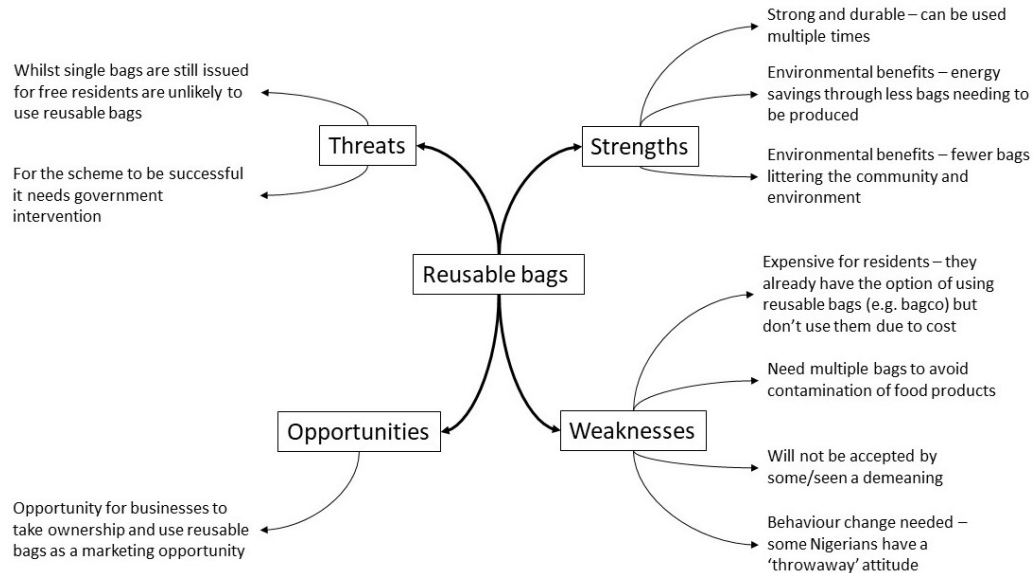 Reusable bags
Threats
Whilst single bags are still issued
for free residents are unlikely to
use reusable bags
For the scheme to be successful
it needs government
intervention
Strengths
Strong and durable – can be used
multiple times
Environmental benefits – energy
savings through less bags needing to
be produced
Environmental benefits – fewer bags
littering the community and
environment
Opportunities
Opportunity for businesses to
take ownership and use reusable
bags as a marketing opportunity
Weaknesses
Expensive for residents – they
already have the option of using
reusable bags (e.g. bagco) but
don't use them due to cost
Need multiple bags to avoid
contamination of food products
Will not be accepted by
some/seen a demeaning
Behaviour change needed –
some Nigerians have a
'throwaway' attitude